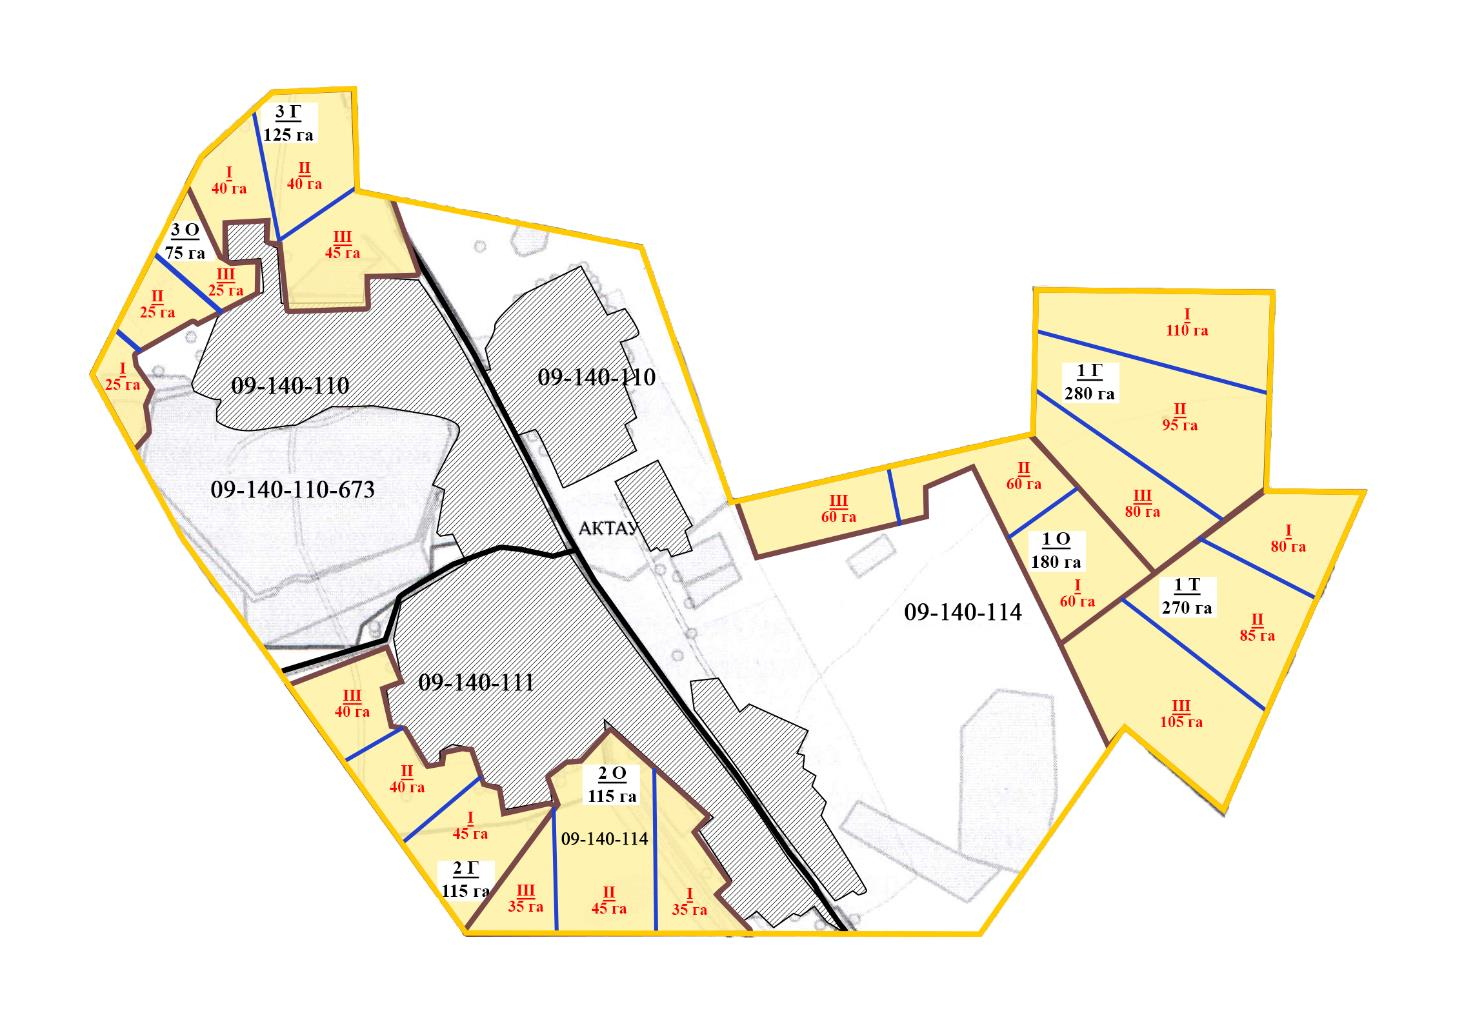 3 Г
125 га
I
40 га
II
40 га
III
45 га
3 О
75 га
III
25 га
II
25 га
I
25 га
09-140-110
09-140-110
09-140-110-673
АКТАУ
I
110 га
1 Г
280 га
II
95 га
III
80 га
II
60 га
III
60 га
1 О
180 га
I
60 га
I
80 га
1 Т
270 га
II
85 га
III
105 га
09-140-114
09-140-111
III
40 га
II
40 га
I
45 га
2 Г
115 га
2 О
115 га
09-140-114
III
35 га
II
45 га
I
35 га